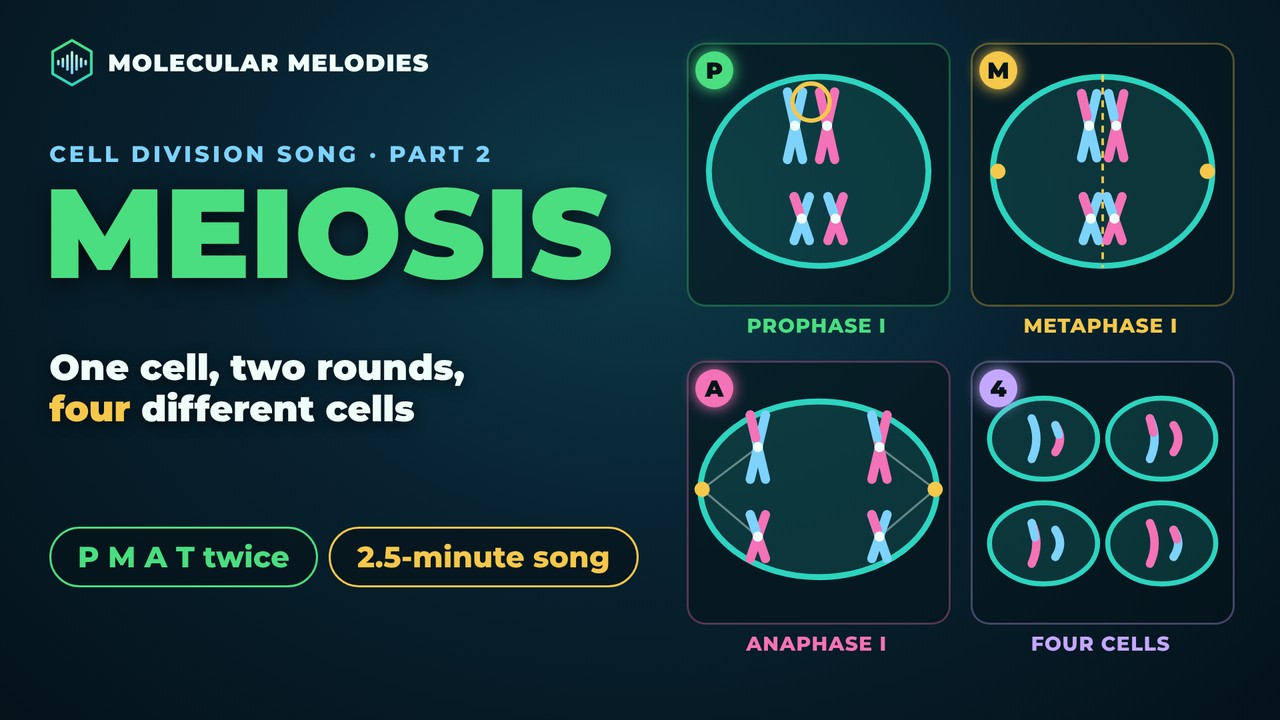 MOLECULAR MELODIES
CELL DIVISION SONG · PART 2
MEIOSIS
One cell, two rounds,
four different cells
P M A T twice
2.5-minute song
P
PROPHASE I
M
METAPHASE I
A
ANAPHASE I
4
FOUR CELLS